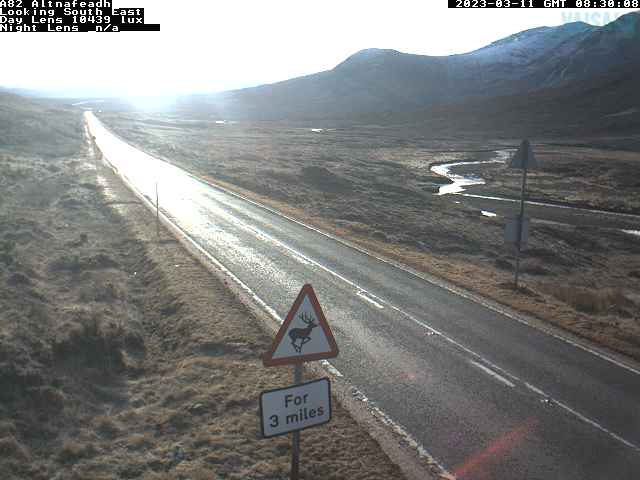 A82 Altnafeadh
Looking South East
Day Lens 10439 lux
Night Lens n/a
2023-03-11 GMT 08:30:08
VAISALA
For
3 miles